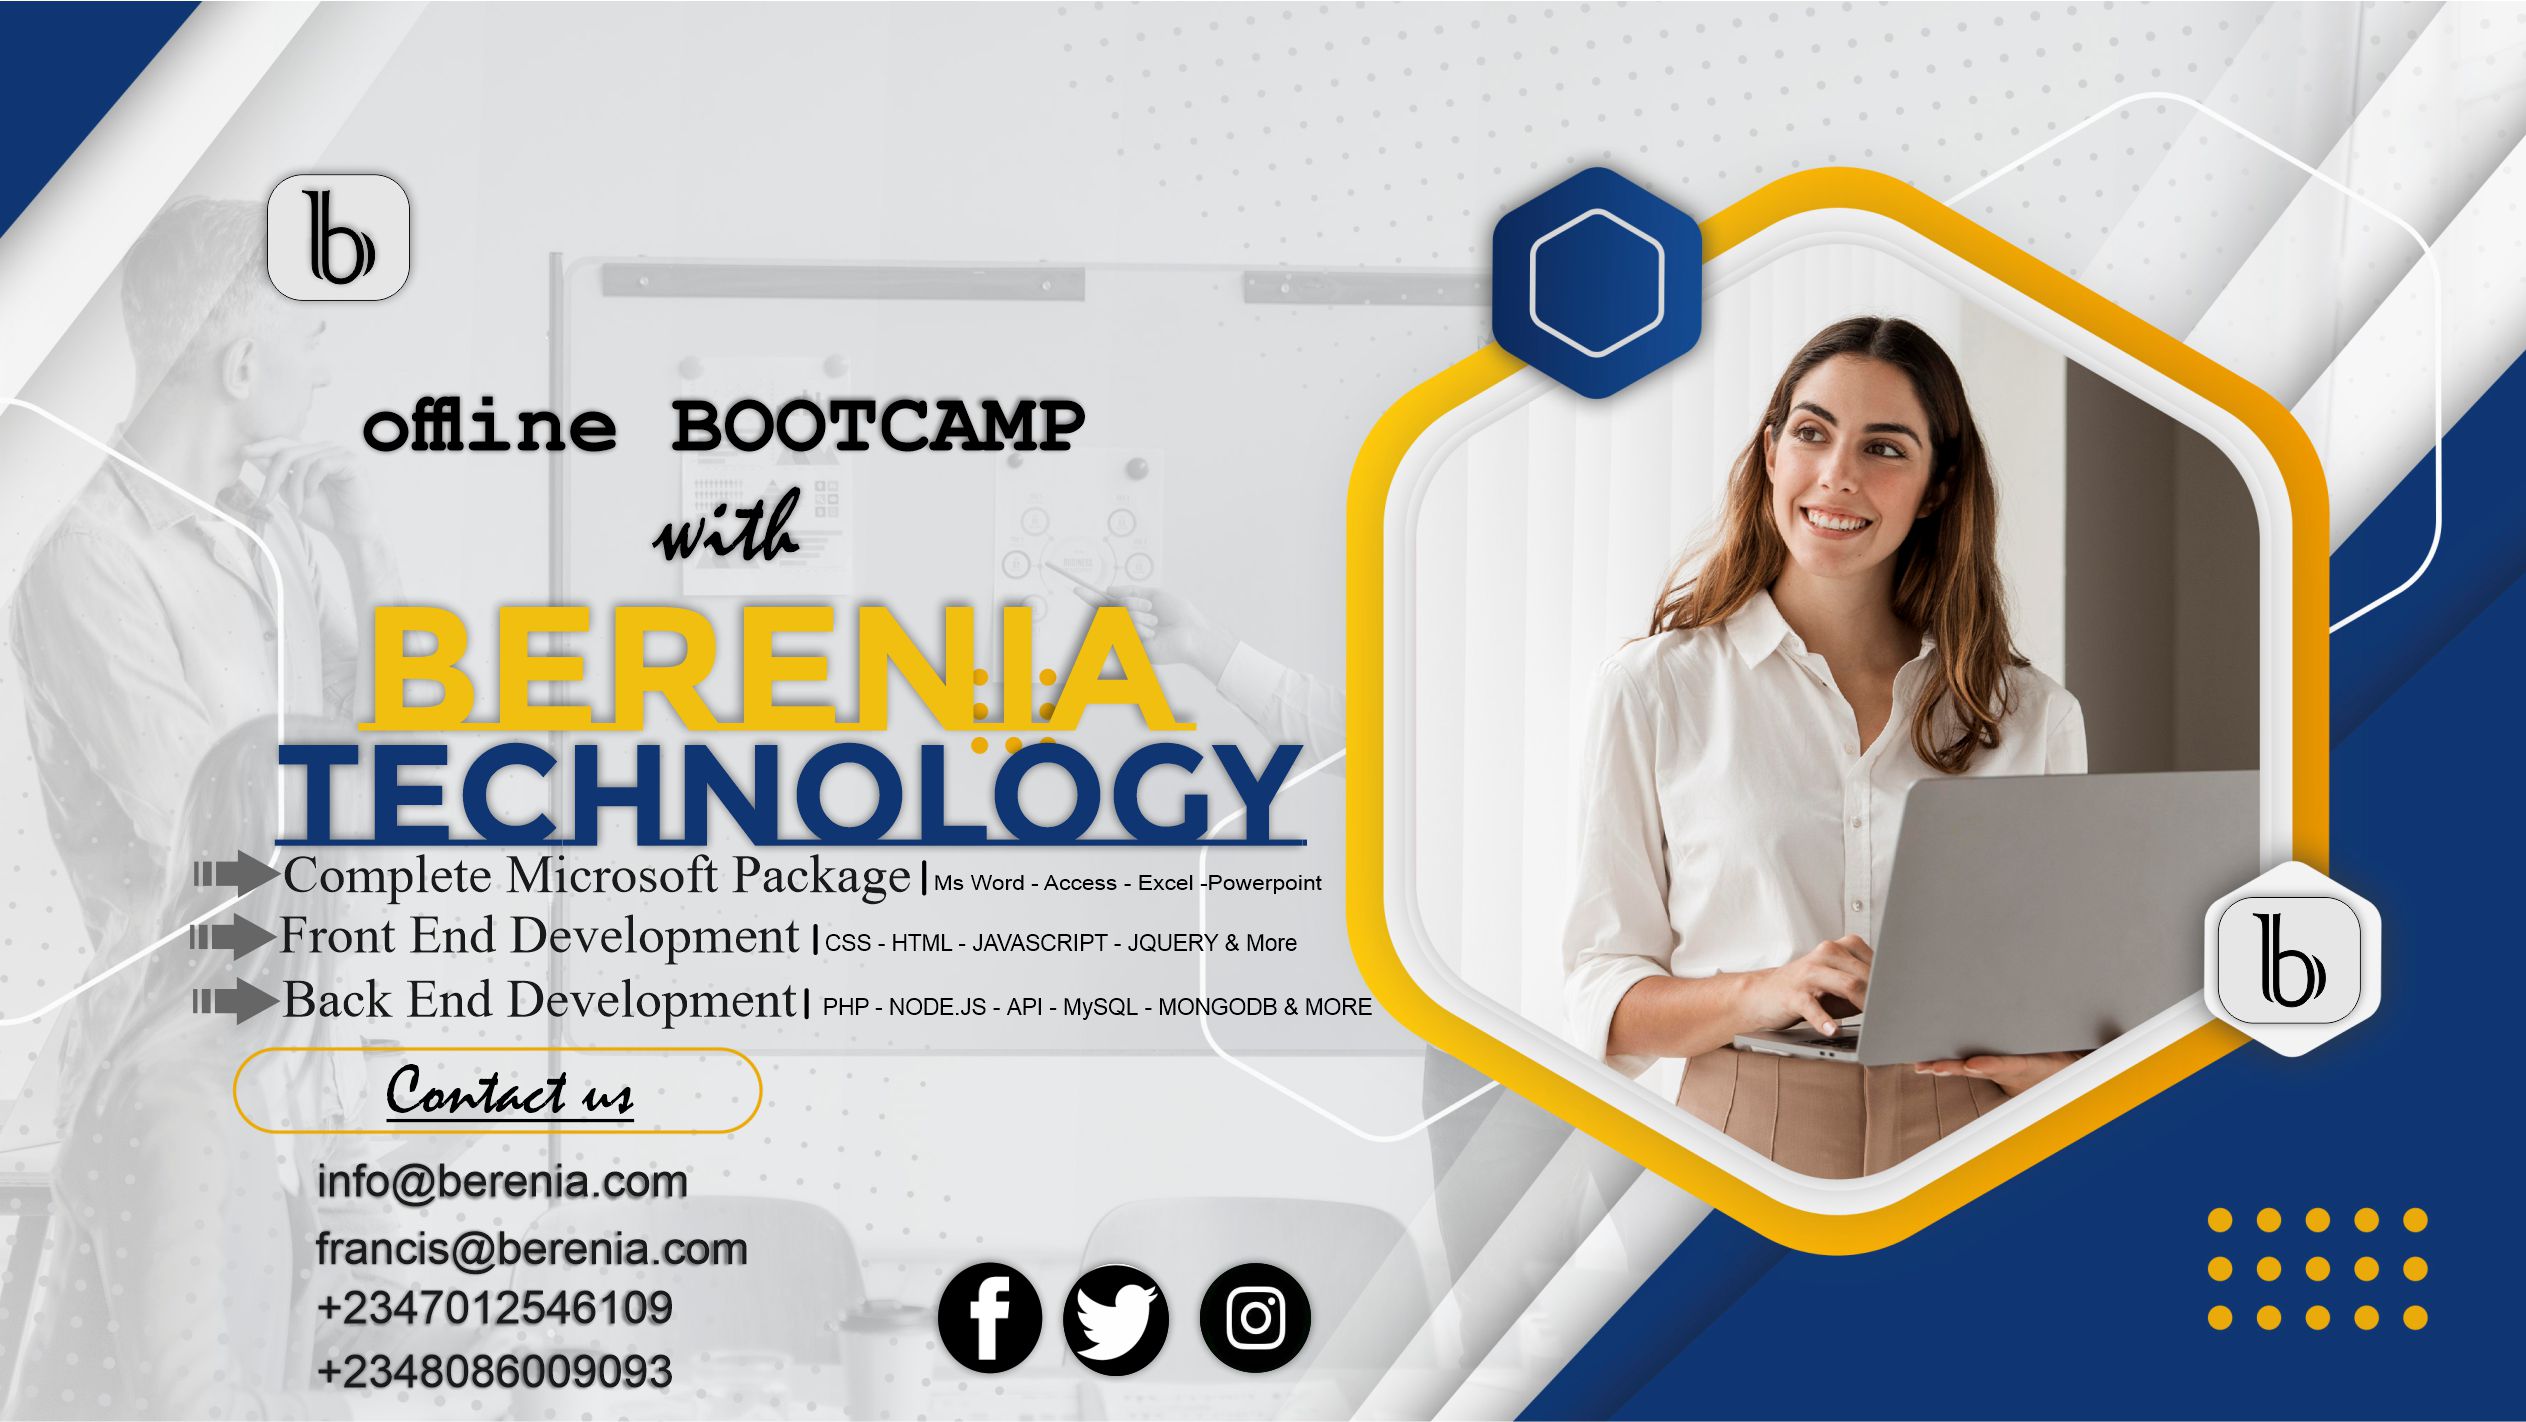 b
offline BOOTCAMP
with
BERENIA
TECHNOLOGY
Complete Microsoft Package| Ms Word - Access - Excel -Powerpoint
Front End Development |CSS - HTML - JAVASCRIPT - JQUERY & More
Back End Development| PHP - NODE.JS - API - MySQL - MONGODB & MORE
Contact us
info@berenia.com
francis@berenia.com
+2347012546109
+2348086009093
b
BUSINESS